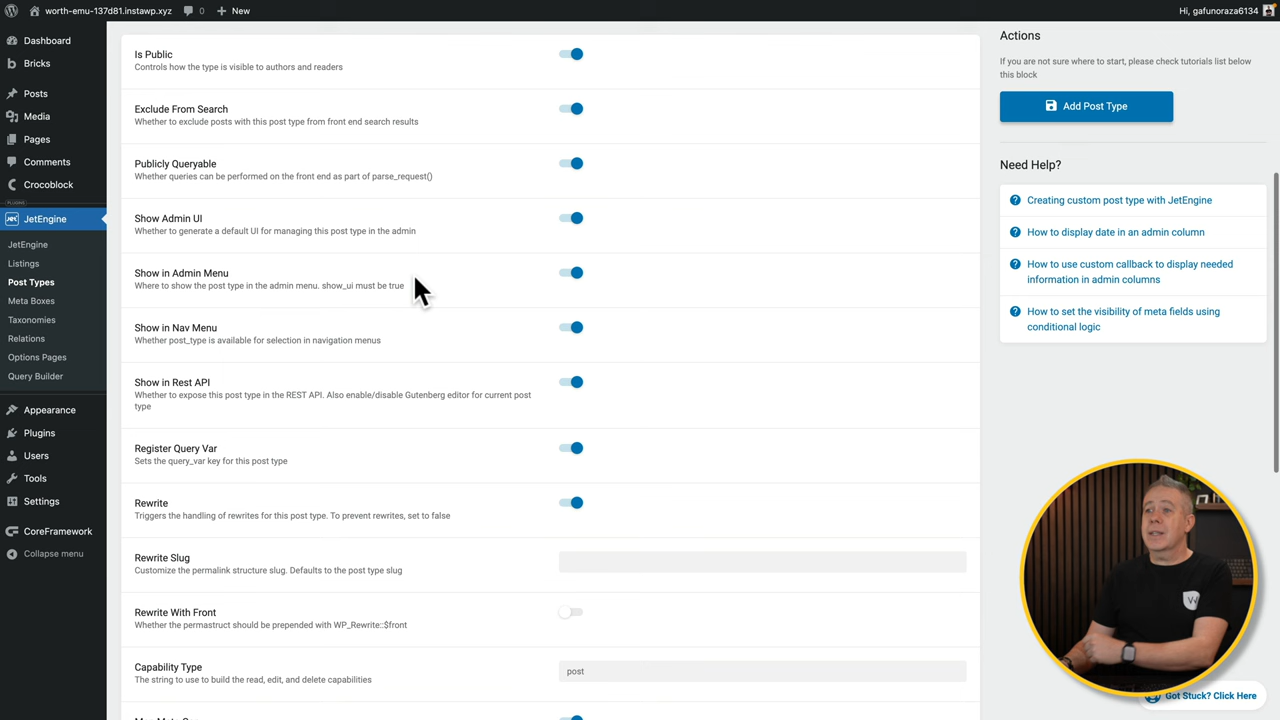 worth-emu-137d81.instawp.xyz
0
New
Hi, gafunoraza6134
Dashboard
Bricks
Posts
Media
Pages
Comments
Crocoblock
JetEngine
JetEngine
Listings
Post Types
Meta Boxes
Taxonomies
Relations
Options Pages
Query Builder
Appearance
Plugins
Users
Tools
Settings
CoreFramework
Collapse menu
Is Public
Controls how the type is visible to authors and readers
Exclude From Search
Whether to exclude posts with this post type from front end search results
Publicly Queryable
Whether queries can be performed on the front end as part of parse_request()
Show Admin UI
Whether to generate a default UI for managing this post type in the admin
Show in Admin Menu
Where to show the post type in the admin menu. show_ui must be true
Show in Nav Menu
Whether post_type is available for selection in navigation menus
Show in Rest API
Whether to expose this post type in the REST API. Also enable/disable Gutenberg editor for current post
type
Register Query Var
Sets the query_var key for this post type
Rewrite
Triggers the handling of rewrites for this post type. To prevent rewrites, set to false
Rewrite Slug
Customize the permalink structure slug. Defaults to the post type slug
Rewrite With Front
Whether the permastruct should be prepended with WP_Rewrite::$front
Capability Type
The string to use to build the read, edit, and delete capabilities
post
Actions
If you are not sure where to start, please check tutorials list below
this block
Add Post Type
Need Help?
Creating custom post type with JetEngine
How to display date in an admin column
How to use custom callback to display needed
information in admin columns
How to set the visibility of meta fields using
conditional logic
Got Stuck? Click Here